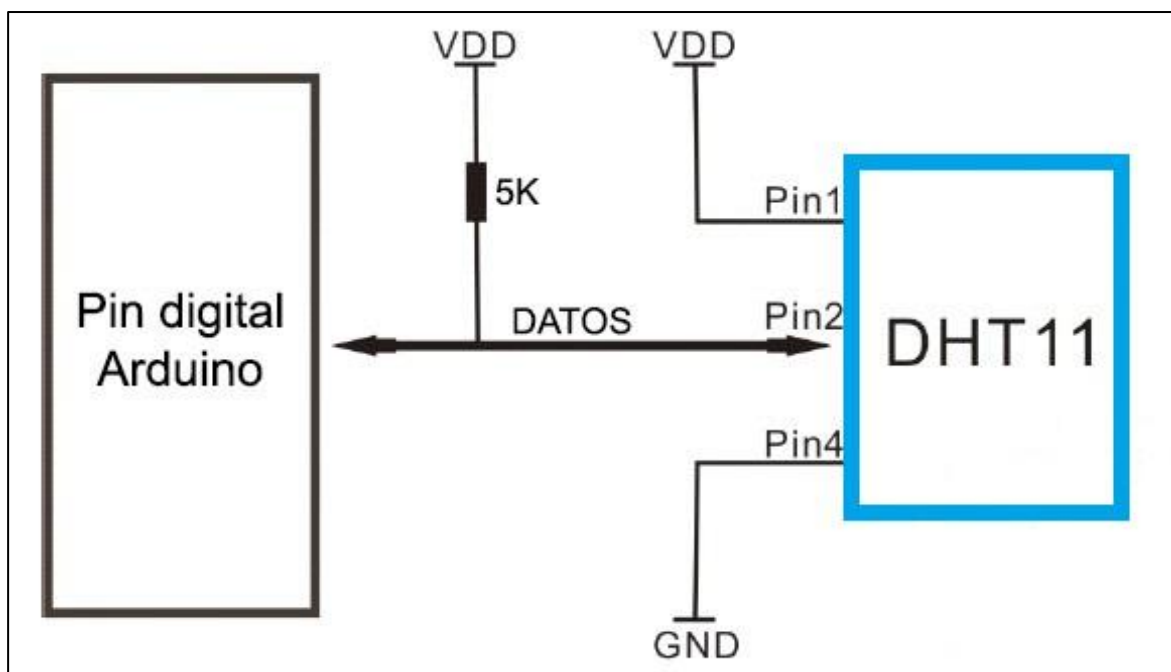 VDD
VDD
5K
Pin1
Pin digital
Arduino
DATOS
Pin2
DHT11
Pin4
GND